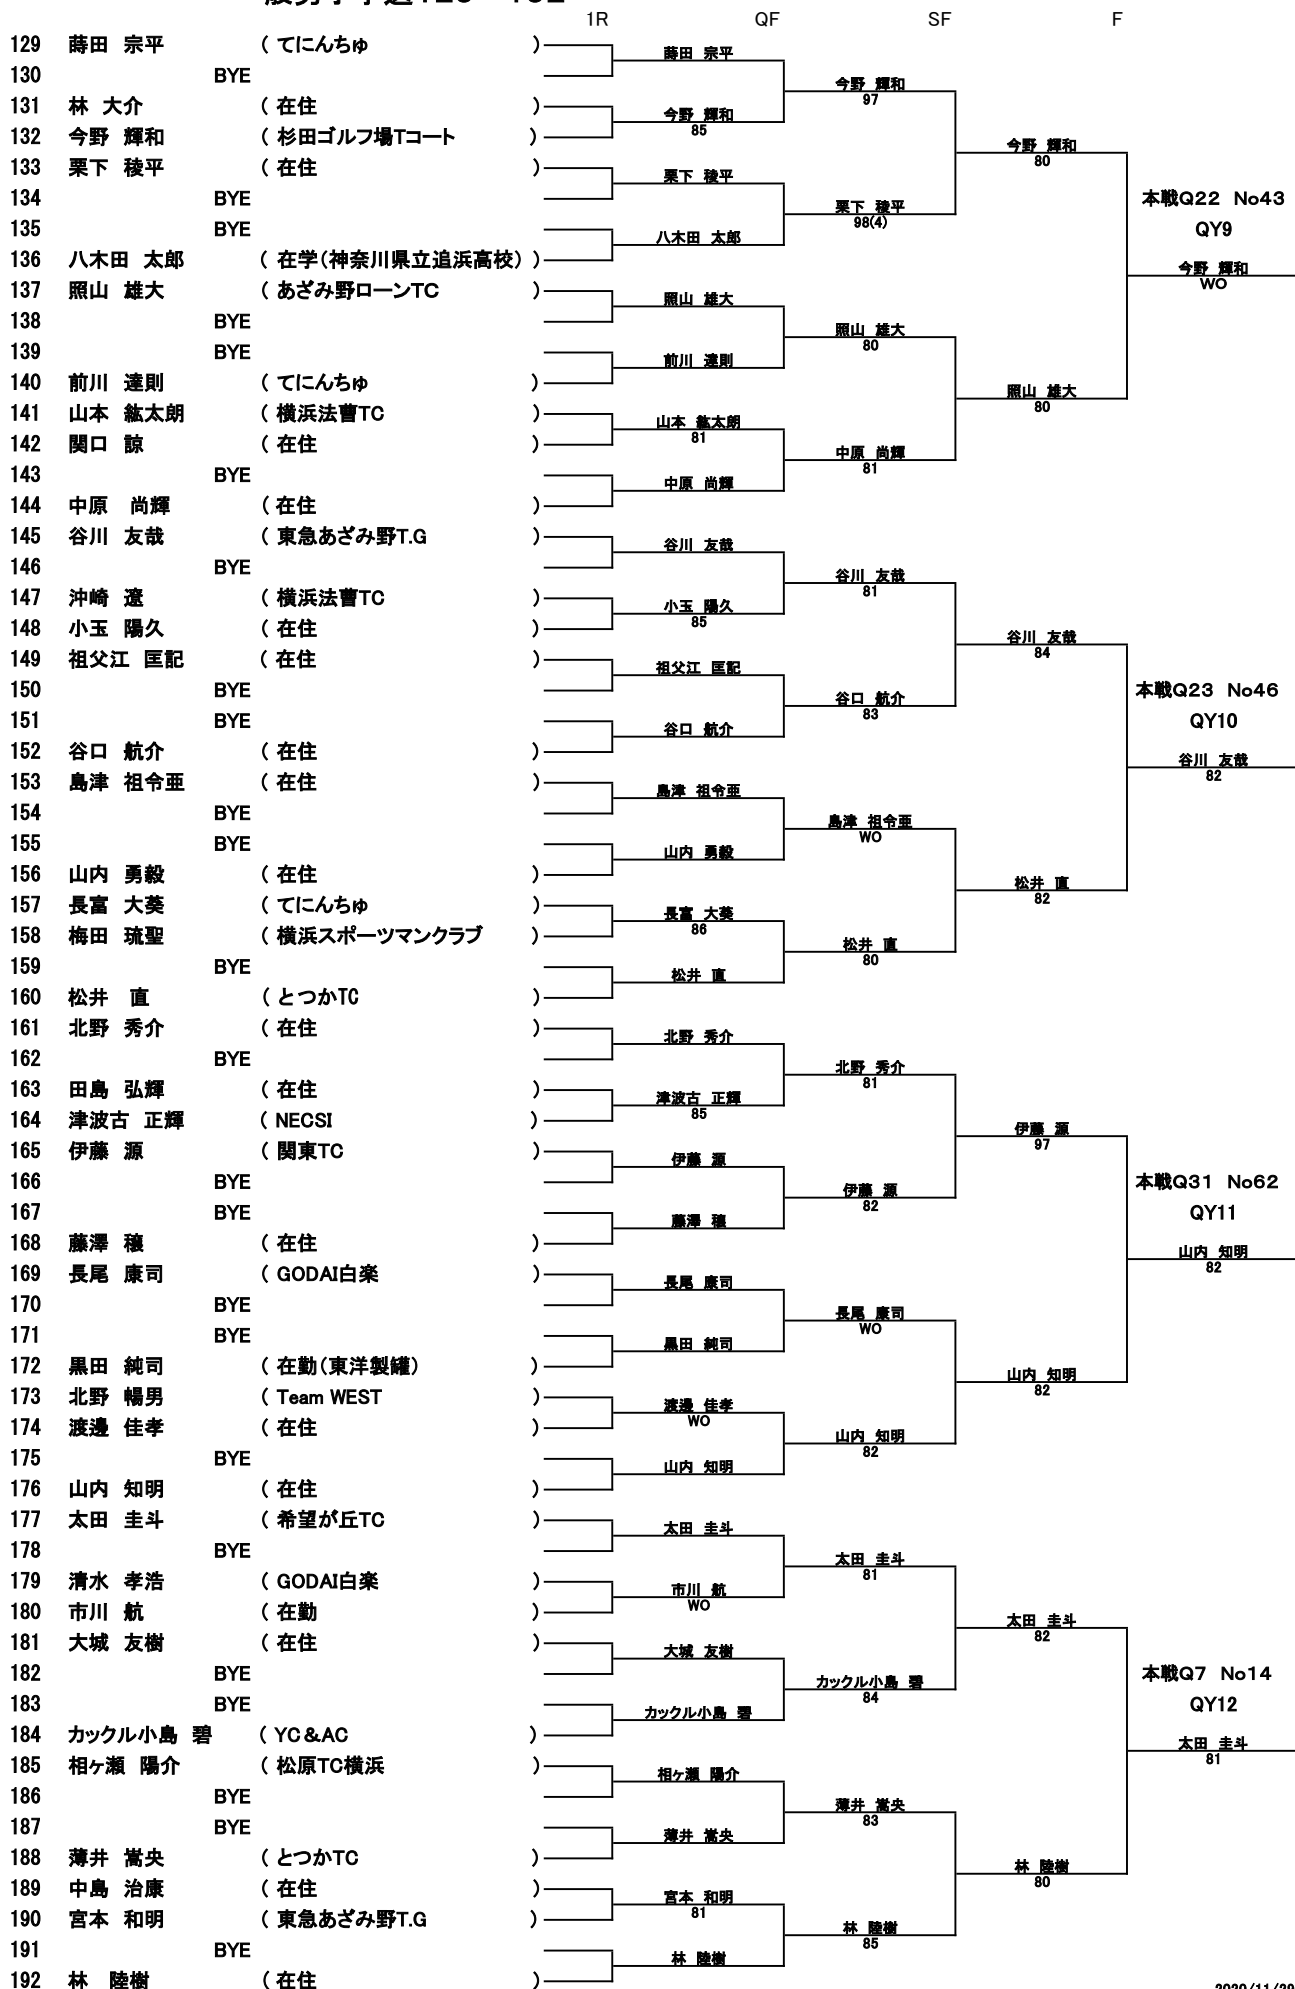 1R QF SF F
129 蒔田 宗平 ( てにんちゅ )
130 BYE
131 林 大介 ( 在住 )
132 今野 輝和 ( 杉田ゴルフ場Tコート )
133 栗下 稜平 ( 在住 )
134 BYE
135 BYE
136 八木田 太郎 ( 在学(神奈川県立追浜高校) )
137 照山 雄大 ( あざみ野ローンTC )
138 BYE
139 BYE
140 前川 達則 ( てにんちゅ )
141 山本 紘太朗 ( 横浜法曹TC )
142 関口 諒 ( 在住 )
143 BYE
144 中原 尚輝 ( 在住 )
145 谷川 友哉 ( 東急あざみ野T.G )
146 BYE
147 沖崎 遼 ( 横浜法曹TC )
148 小玉 陽久 ( 在住 )
149 祖父江 匡記 ( 在住 )
150 BYE
151 BYE
152 谷口 航介 ( 在住 )
153 島津 祖令亜 ( 在住 )
154 BYE
155 BYE
156 山内 勇毅 ( 在住 )
157 長富 大葵 ( てにんちゅ )
158 梅田 琉聖 ( 横浜スポーツマンクラブ )
159 BYE
160 松井 直 ( とつかTC )
161 北野 秀介 ( 在住 )
162 BYE
163 田島 弘輝 ( 在住 )
164 津波古 正輝 ( NECSI )
165 伊藤 源 ( 関東TC )
166 BYE
167 BYE
168 藤澤 穣 ( 在住 )
169 長尾 康司 ( GODAI白楽 )
170 BYE
171 BYE
172 黒田 純司 ( 在勤(東洋製罐) )
173 北野 暢男 ( Team WEST )
174 渡邊 佳孝 ( 在住 )
175 BYE
176 山内 知明 ( 在住 )
177 太田 圭斗 ( 希望が丘TC )
178 BYE
179 清水 孝浩 ( GODAI白楽 )
180 市川 航 ( 在勤 )
181 大城 友樹 ( 在住 )
182 BYE
183 BYE
184 カックル小島 碧 ( YC&AC )
185 相ヶ瀬 陽介 ( 松原TC横浜 )
186 BYE
187 BYE
188 薄井 嵩央 ( とつかTC )
189 中島 治康 ( 在住 )
190 宮本 和明 ( 東急あざみ野T.G )
191 BYE
192 林 陸樹 ( 在住 )
蒔田 宗平
今野 輝和
85
栗下 稜平
八木田 太郎
照山 雄大
前川 達則
山本 紘太朗
81
中原 尚輝
谷川 友哉
小玉 陽久
85
祖父江 匡記
谷口 航介
島津 祖令亜
山内 勇毅
長富 大葵
86
松井 直
北野 秀介
津波古 正輝
85
伊藤 源
藤澤 穣
長尾 康司
黒田 純司
渡邊 佳孝
WO
山内 知明
太田 圭斗
市川 航
WO
大城 友樹
カックル小島 碧
相ヶ瀬 陽介
薄井 嵩央
宮本 和明
81
林 陸樹
今野 輝和
97
栗下 稜平
98(4)
照山 雄大
80
中原 尚輝
81
谷川 友哉
81
谷口 航介
83
島津 祖令亜
WO
松井 直
80
北野 秀介
81
伊藤 源
82
長尾 康司
WO
山内 知明
82
太田 圭斗
81
カックル小島 碧
84
薄井 嵩央
83
林 陸樹
85
今野 輝和
80
照山 雄大
80
谷川 友哉
84
松井 直
82
伊藤 源
97
山内 知明
82
太田 圭斗
82
林 陸樹
80
本戦Q22 No43
QY9
今野 輝和
WO
本戦Q23 No46
QY10
谷川 友哉
82
本戦Q31 No62
QY11
山内 知明
82
本戦Q7 No14
QY12
太田 圭斗
81